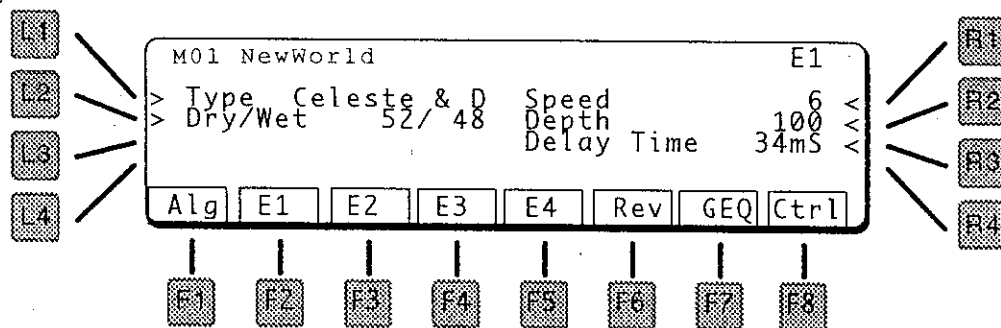 L1
R1
M01 NewWorld E1
L2
> Type Celeste & D Speed 6 <
R2
> Dry/Wet 52/ 48 Depth 100 <
L3
Delay Time 34mS <
R3
L4
R4
Alg E1 E2 E3 E4 Rev GEQ Ctrl
F1 F2 F3 F4 F5 F6 F7 F8